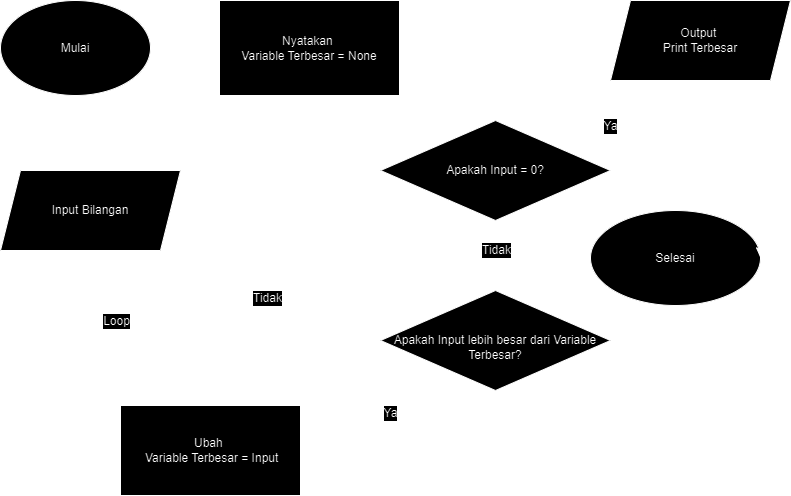 Mulai
Nyatakan
Variable Terbesar = None
Output
Print Terbesar
Ya
Apakah Input = 0?
Input Bilangan
Tidak
Selesai
Tidak
Loop
Apakah Input lebih besar dari Variable
Terbesar?
Ya
Ubah
Variable Terbesar = Input